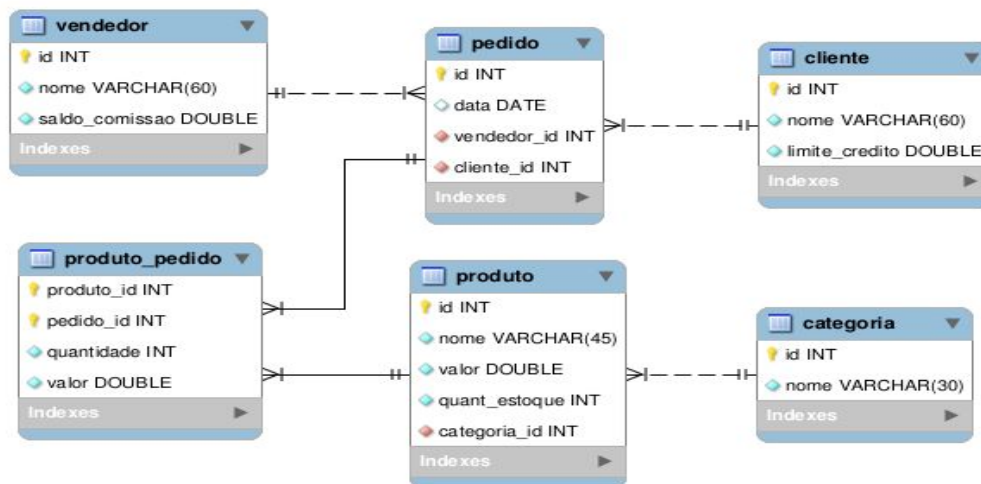 vendedor
id INT
nome VARCHAR(60)
saldo_comissao DOUBLE
Indexes
pedido
id INT
data DATE
vendedor_id INT
cliente_id INT
Indexes
cliente
id INT
nome VARCHAR(60)
limite_credito DOUBLE
Indexes
produto_pedido
produto_id INT
pedido_id INT
quantidade INT
valor DOUBLE
Indexes
produto
id INT
nome VARCHAR(45)
valor DOUBLE
quant_estoque INT
categoria_id INT
Indexes
categoria
id INT
nome VARCHAR(30)
Indexes